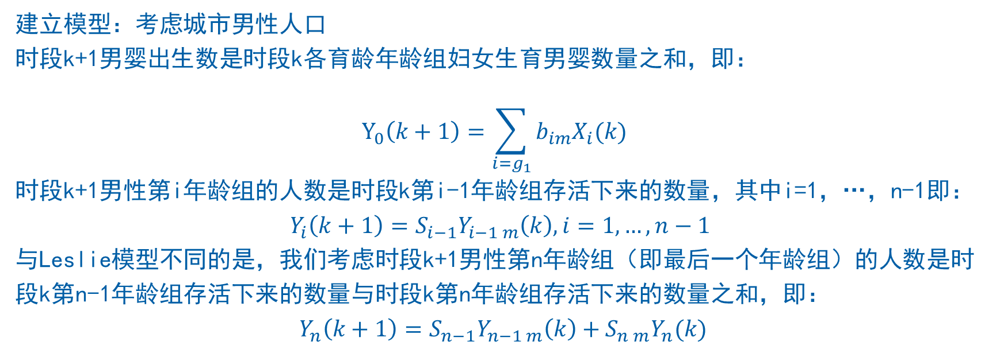 建立模型：考虑城市男性人口
时段k+1男婴出生数是时段k各育龄年龄组妇女生育男婴数量之和，即：
Y₀(k + 1) = ∑_{i=g₁} b_{im}X_i(k)
时段k+1男性第i年龄组的人数是时段k第i-1年龄组存活下来的数量，其中i=1，…，n-1即：
Y_i(k + 1) = S_{i−1}Y_{i−1 m}(k), i = 1, … , n − 1
与Leslie模型不同的是，我们考虑时段k+1男性第n年龄组（即最后一个年龄组）的人数是时
段k第n-1年龄组存活下来的数量与时段k第n年龄组存活下来的数量之和，即：
Y_n(k + 1) = S_{n−1}Y_{n−1 m}(k) + S_{n m}Y_n(k)